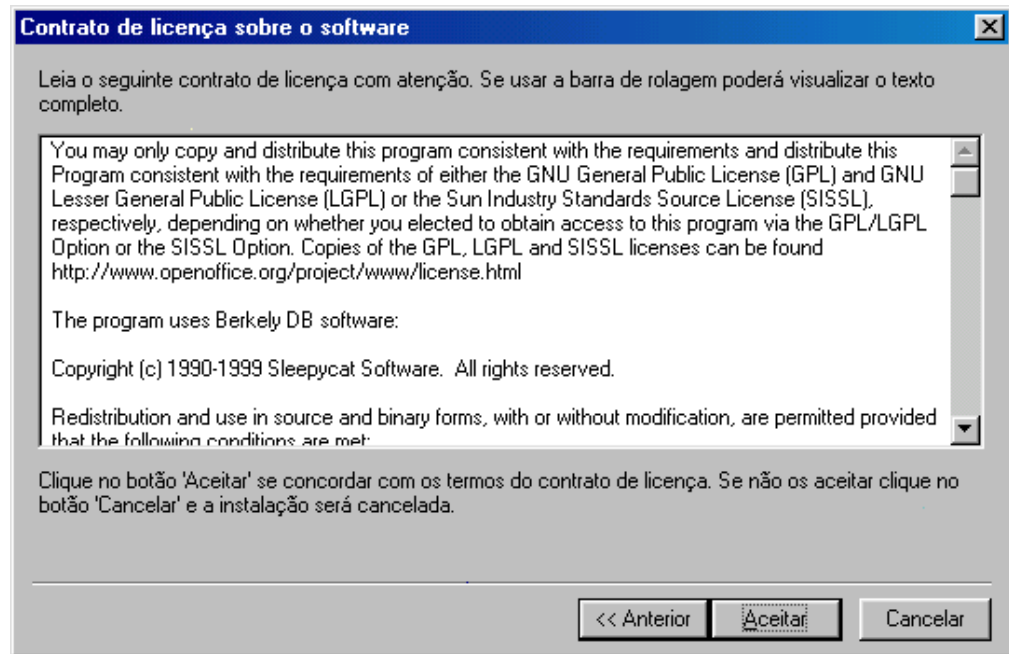 Contrato de licença sobre o software
Leia o seguinte contrato de licença com atenção. Se usar a barra de rolagem poderá visualizar o texto
completo.
You may only copy and distribute this program consistent with the requirements and distribute this
Program consistent with the requirements of either the GNU General Public License (GPL) and GNU
Lesser General Public License (LGPL) or the Sun Industry Standards Source License (SISSL),
respectively, depending on whether you elected to obtain access to this program via the GPL/LGPL
Option or the SISSL Option. Copies of the GPL, LGPL and SISSL licenses can be found
http://www.openoffice.org/project/www/license.html
The program uses Berkely DB software:
Copyright (c) 1990-1999 Sleepycat Software.  All rights reserved.
Redistribution and use in source and binary forms, with or without modification, are permitted provided
that the following conditions are met:
Clique no botão 'Aceitar' se concordar com os termos do contrato de licença. Se não os aceitar clique no
botão 'Cancelar' e a instalação será cancelada.
<< Anterior
Aceitar
Cancelar